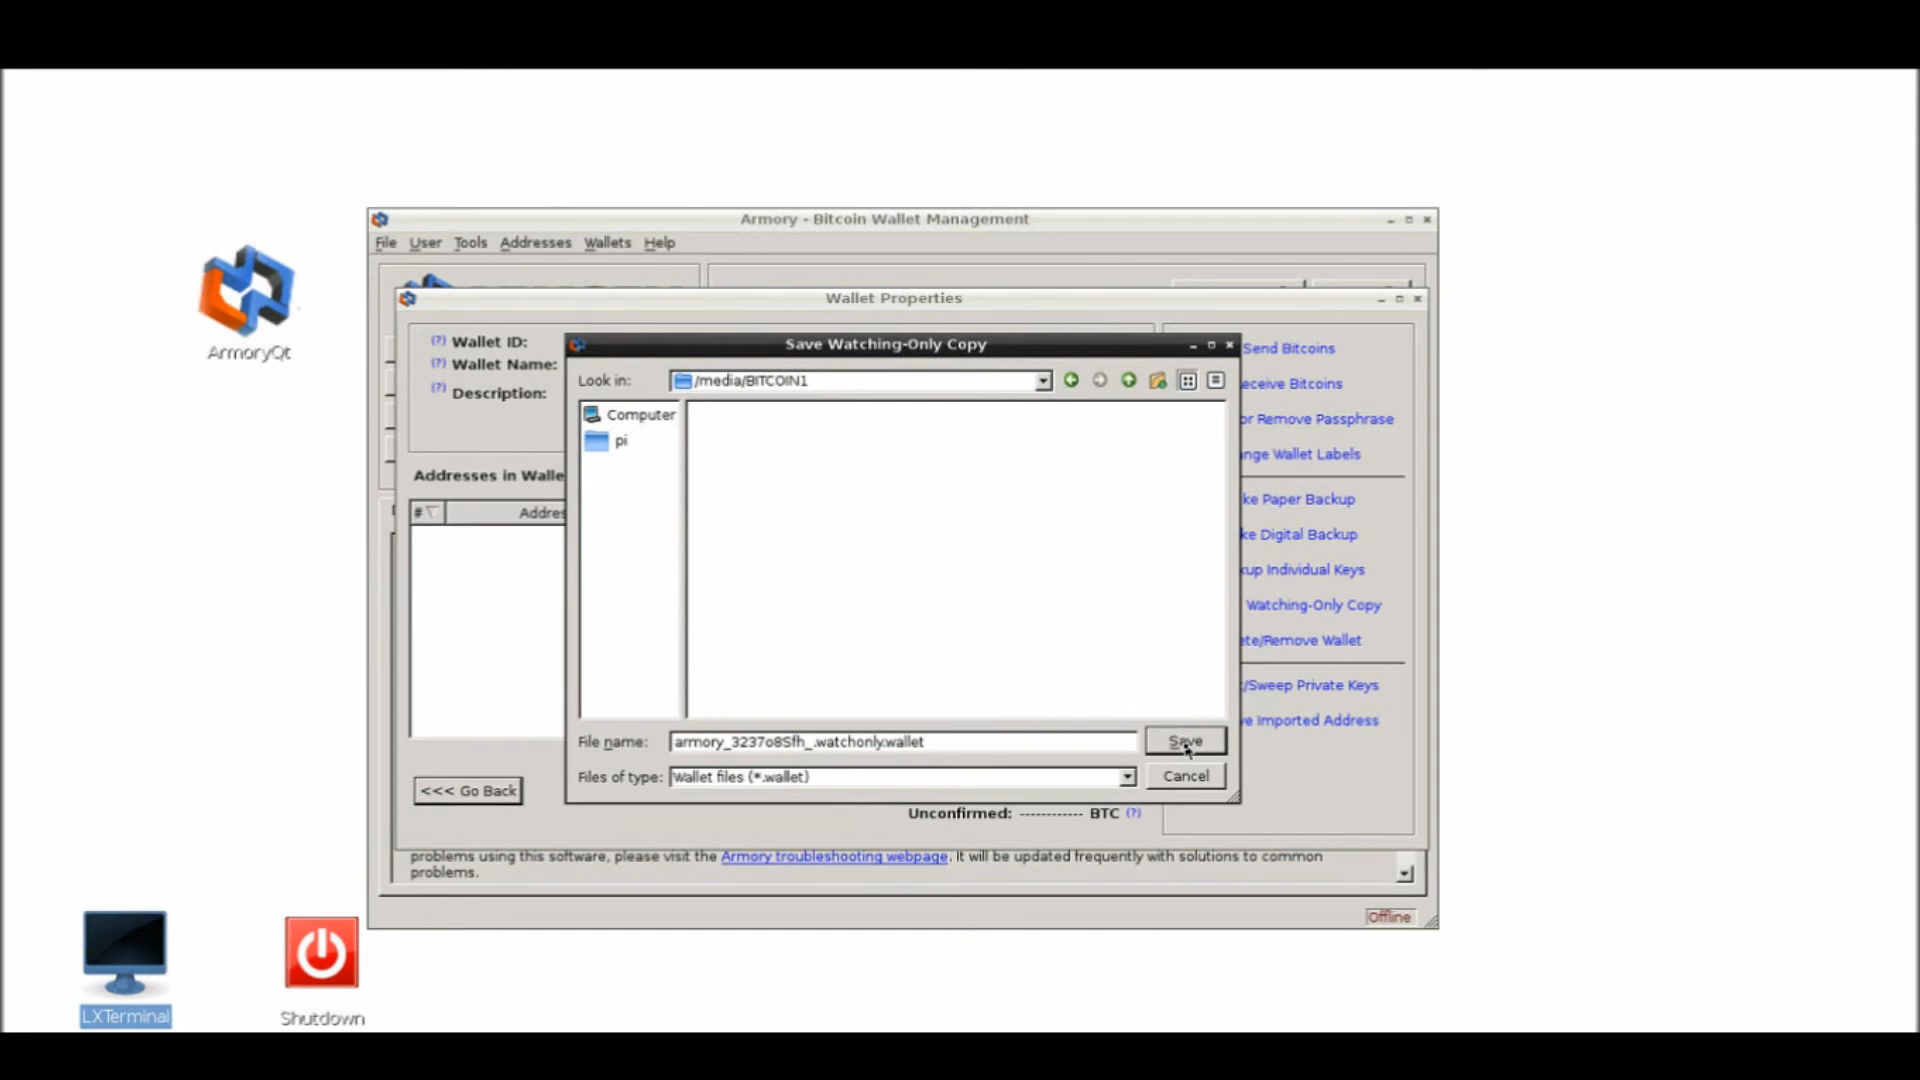 ArmoryQt
Armory - Bitcoin Wallet Management
File User Tools Addresses Wallets Help
Wallet Properties
(?) Wallet ID:
(?) Wallet Name:
(?) Description:
Addresses in Walle
# Addres
<<< Go Back
Save Watching-Only Copy
Look in: /media/BITCOIN1
Computer
pi
File name: armory_3237o8Sfh_.watchonly.wallet
Save
Files of type: Wallet files (*.wallet)
Cancel
Send Bitcoins
eceive Bitcoins
or Remove Passphrase
nge Wallet Labels
ke Paper Backup
ke Digital Backup
kup Individual Keys
Watching-Only Copy
ete/Remove Wallet
/Sweep Private Keys
ve Imported Address
Unconfirmed: ------------ BTC (?)
problems using this software, please visit the Armory troubleshooting webpage. It will be updated frequently with solutions to common
problems.
Offline
LXTerminal
Shutdown